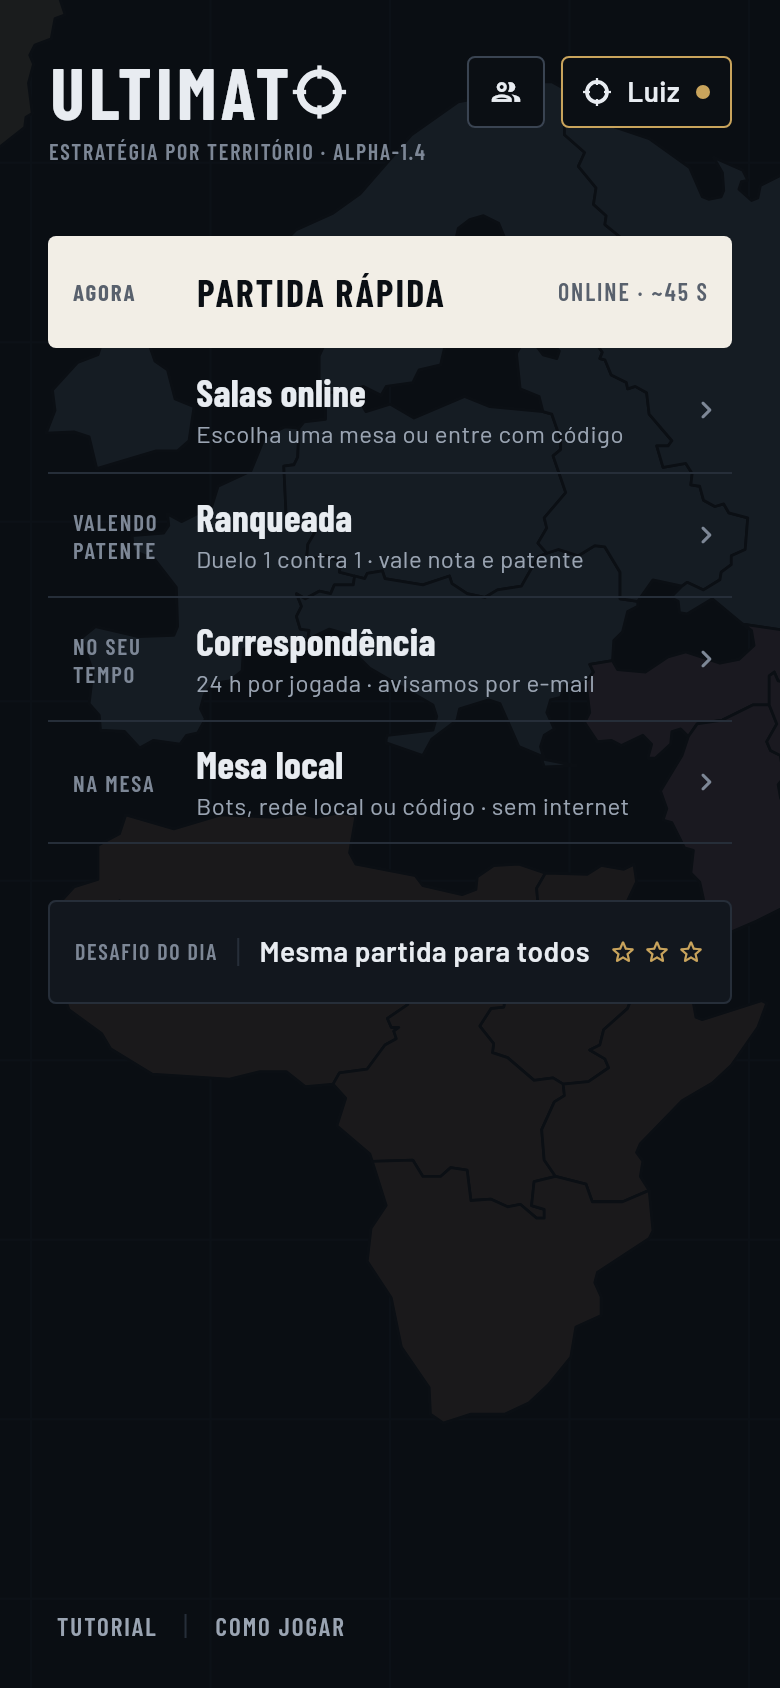 ULTIMATO
Luiz
ESTRATÉGIA POR TERRITÓRIO · ALPHA-1.4
AGORA PARTIDA RÁPIDA ONLINE · ~45 S
Salas online
Escolha uma mesa ou entre com código
VALENDO PATENTE
Ranqueada
Duelo 1 contra 1 · vale nota e patente
NO SEU TEMPO
Correspondência
24 h por jogada · avisamos por e-mail
NA MESA
Mesa local
Bots, rede local ou código · sem internet
DESAFIO DO DIA Mesma partida para todos
TUTORIAL COMO JOGAR